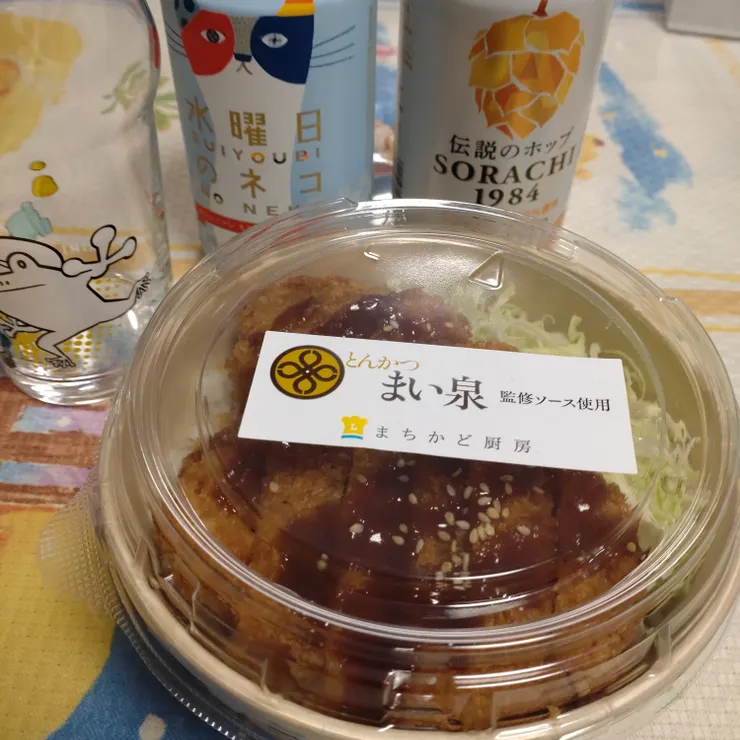 水曜日
SUIYOUBI
のネコ
NO NE
伝説のホップ
SORACHI
1984
とんかつ
まい泉 監修ソース使用
L
まちかど厨房